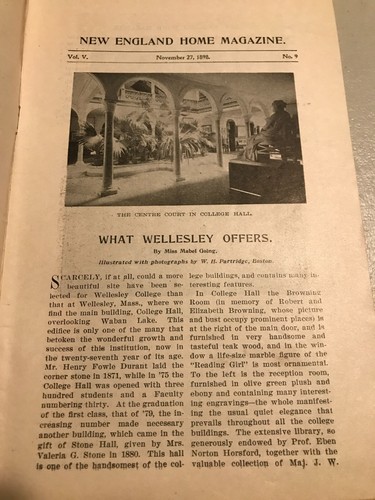 NEW ENGLAND HOME MAGAZINE.
Vol. V. November 27, 1898. No. 9
THE CENTRE COURT IN COLLEGE HALL.
WHAT WELLESLEY OFFERS.
By Miss Mabel Going,
Illustrated with photographs by W. H. Partridge, Boston.
SCARCELY, if at all, could a more
beautiful site have been se-
lected for Wellesley College than
that at Wellesley, Mass., where we
find the main building, College Hall,
overlooking Waban Lake. This
edifice is only one of the many that
betoken the wonderful growth and
success of this institution, now in
the twenty-seventh year of its age.
Mr. Henry Fowle Durant laid the
corner stone in 1871, while in '75 the
College Hall was opened with three
hundred students and a Faculty
numbering thirty. At the graduation
of the first class, that of '79, the in-
creasing number made necessary
another building, which came in the
gift of Stone Hall, given by Mrs.
Valeria G. Stone in 1880. This hall
is one of the handsomest of the col-
lege buildings, and contains many in-
teresting features.
In College Hall the Browning
Room (in memory of Robert and
Elizabeth Browning, whose picture
and bust occupy prominent places) is
at the right of the main door, and is
furnished in very handsome and
tasteful teak wood, and in the win-
dow a life-size marble figure of the
"Reading Girl" is most ornamental.
To the left is the reception room,
furnished in olive green plush and
ebony and containing many interest-
ing engravings—the whole manifest-
ing the usual quiet elegance that
prevails throughout all the college
buildings. The extensive library, so
generously endowed by Prof. Eben
Norton Horsford, together with the
valuable collection of Maj. J. W.